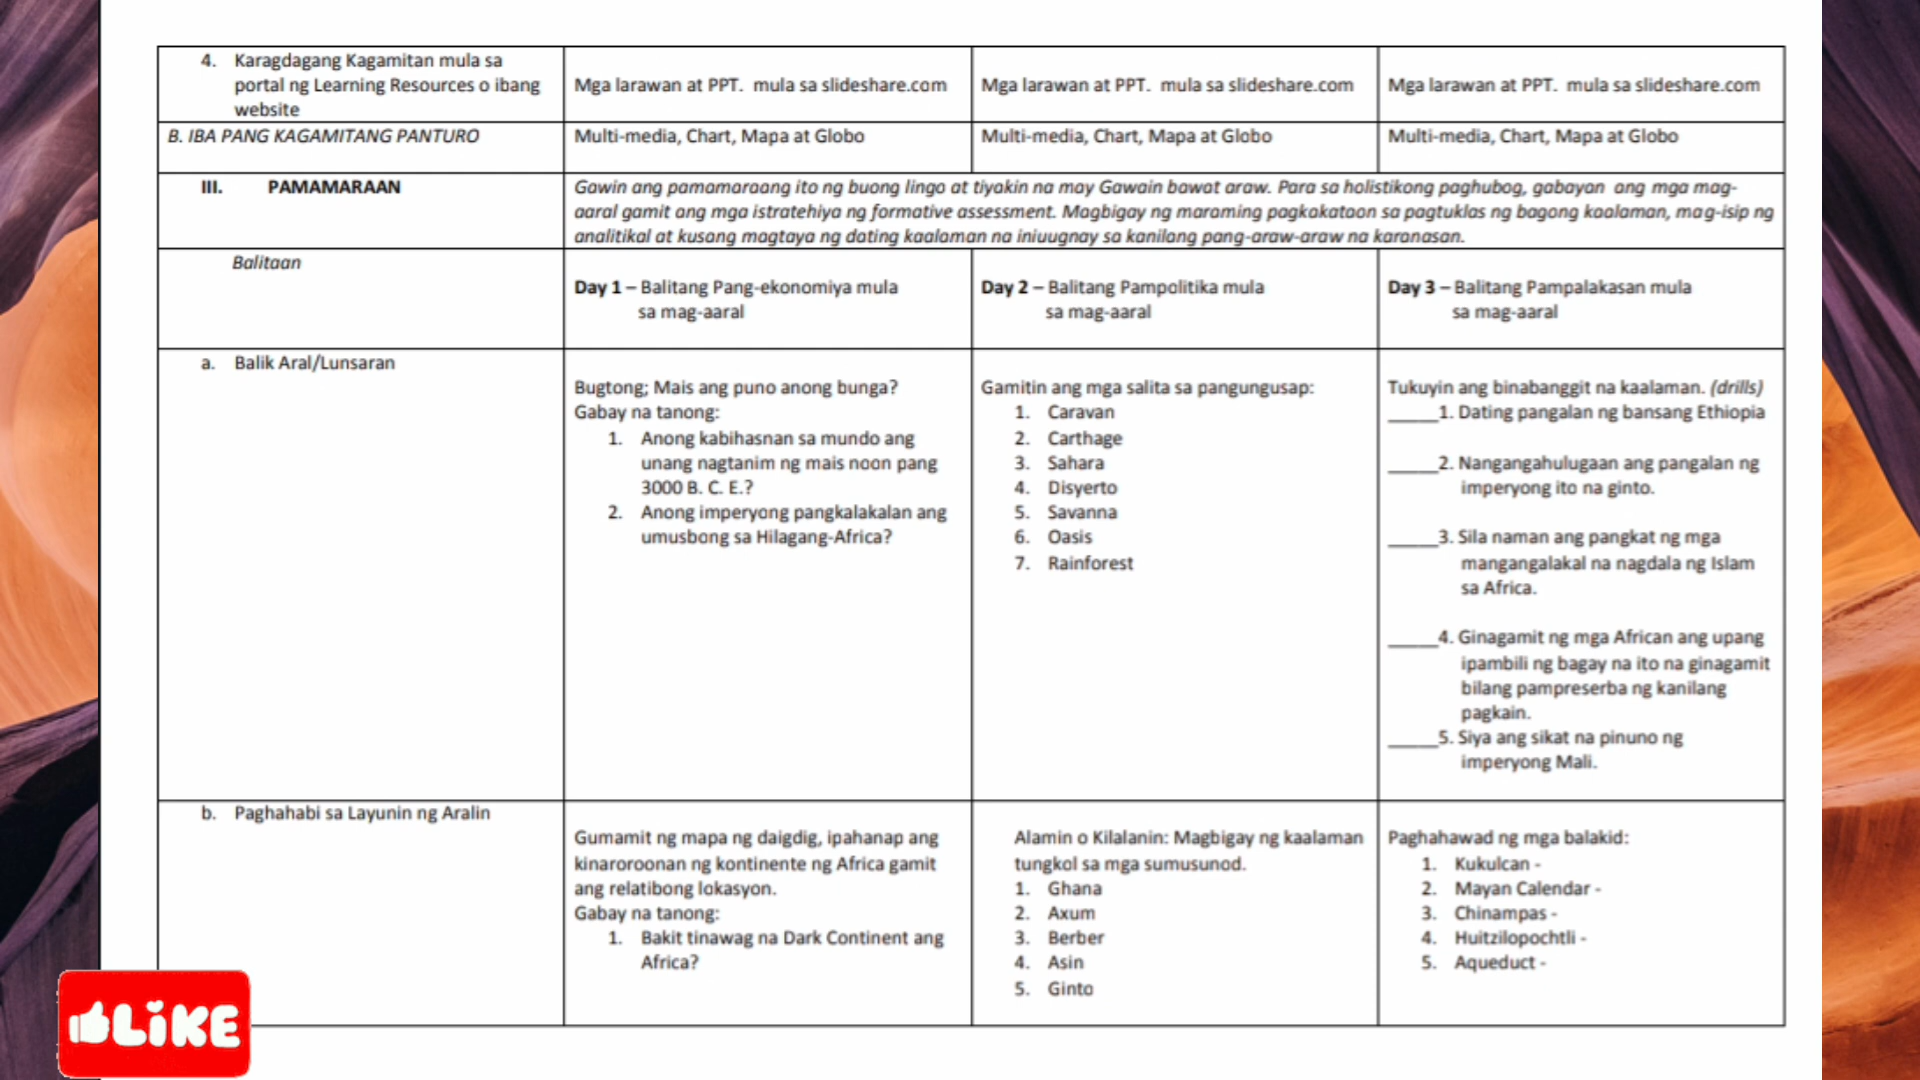 4. Karagdagang Kagamitan mula sa
portal ng Learning Resources o ibang
website
Mga larawan at PPT. mula sa slideshare.com
Mga larawan at PPT. mula sa slideshare.com
Mga larawan at PPT. mula sa slideshare.com
B. IBA PANG KAGAMITANG PANTURO
Multi-media, Chart, Mapa at Globo
Multi-media, Chart, Mapa at Globo
Multi-media, Chart, Mapa at Globo
III. PAMAMARAAN
Gawin ang pamamaraang ito ng buong lingo at tiyakin na may Gawain bawat araw. Para sa holistikong paghubog, gabayan ang mga mag-
aaral gamit ang mga istratehiya ng formative assessment. Magbigay ng maraming pagkakataon sa pagtuklas ng bagong kaalaman, mag-isip ng
analitikal at kusang magtaya ng dating kaalaman na iniuugnay sa kanilang pang-araw-araw na karanasan.
Balitaan
Day 1 – Balitang Pang-ekonomiya mula
sa mag-aaral
Day 2 – Balitang Pampolitika mula
sa mag-aaral
Day 3 – Balitang Pampalakasan mula
sa mag-aaral
a. Balik Aral/Lunsaran
Bugtong; Mais ang puno anong bunga?
Gabay na tanong:
1. Anong kabihasnan sa mundo ang
unang nagtanim ng mais noon pang
3000 B. C. E.?
2. Anong imperyong pangkalakalan ang
umusbong sa Hilagang-Africa?
Gamitin ang mga salita sa pangungusap:
1. Caravan
2. Carthage
3. Sahara
4. Disyerto
5. Savanna
6. Oasis
7. Rainforest
Tukuyin ang binabanggit na kaalaman. (drills)
_____1. Dating pangalan ng bansang Ethiopia
_____2. Nangangahulugaan ang pangalan ng
imperyong ito na ginto.
_____3. Sila naman ang pangkat ng mga
mangangalakal na nagdala ng Islam
sa Africa.
_____4. Ginagamit ng mga African ang upang
ipambili ng bagay na ito na ginagamit
bilang pampreserba ng kanilang
pagkain.
_____5. Siya ang sikat na pinuno ng
imperyong Mali.
b. Paghahabi sa Layunin ng Aralin
Gumamit ng mapa ng daigdig, ipahanap ang
kinaroroonan ng kontinente ng Africa gamit
ang relatibong lokasyon.
Gabay na tanong:
1. Bakit tinawag na Dark Continent ang
Africa?
Alamin o Kilalanin: Magbigay ng kaalaman
tungkol sa mga sumusunod.
1. Ghana
2. Axum
3. Berber
4. Asin
5. Ginto
Paghahawad ng mga balakid:
1. Kukulcan -
2. Mayan Calendar -
3. Chinampas -
4. Huitzilopochtli -
5. Aqueduct -
LiKE